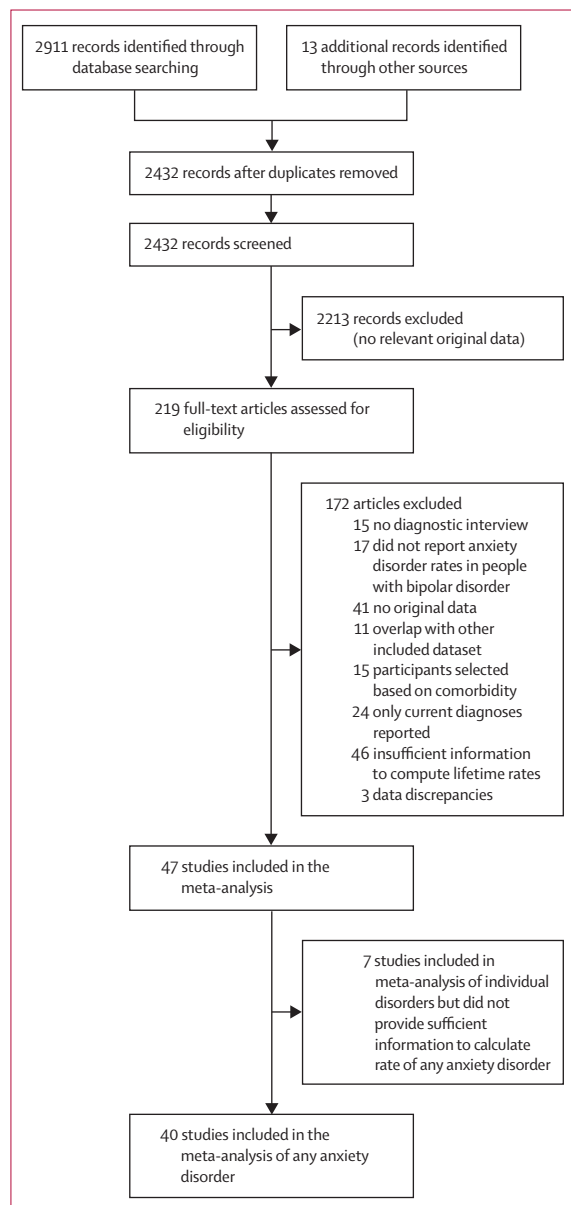 2911 records identified through
database searching
13 additional records identified
through other sources
2432 records after duplicates removed
2432 records screened
2213 records excluded
(no relevant original data)
219 full-text articles assessed for
eligibility
172 articles excluded
15 no diagnostic interview
17 did not report anxiety
disorder rates in people
with bipolar disorder
41 no original data
11 overlap with other
included dataset
15 participants selected
based on comorbidity
24 only current diagnoses
reported
46 insufficient information
to compute lifetime rates
3 data discrepancies
47 studies included in the
meta-analysis
7 studies included in
meta-analysis of individual
disorders but did not
provide sufficient
information to calculate
rate of any anxiety disorder
40 studies included in the
meta-analysis of any anxiety
disorder